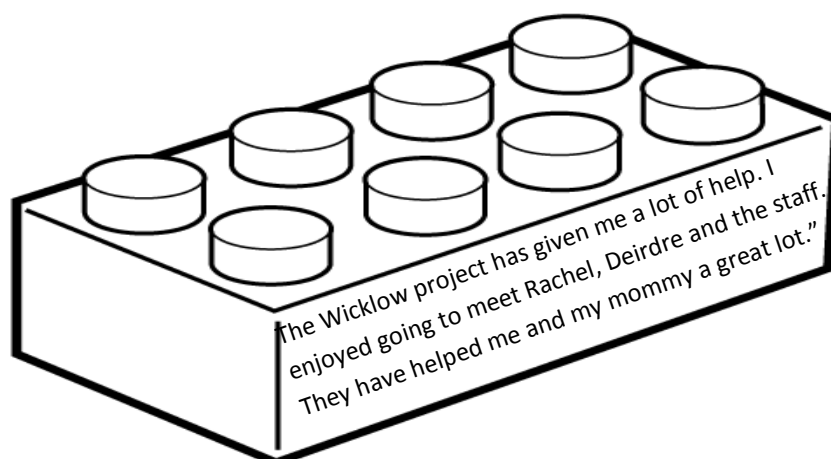 The Wicklow project has given me a lot of help. I
enjoyed going to meet Rachel, Deirdre and the staff.
They have helped me and my mommy a great lot.”